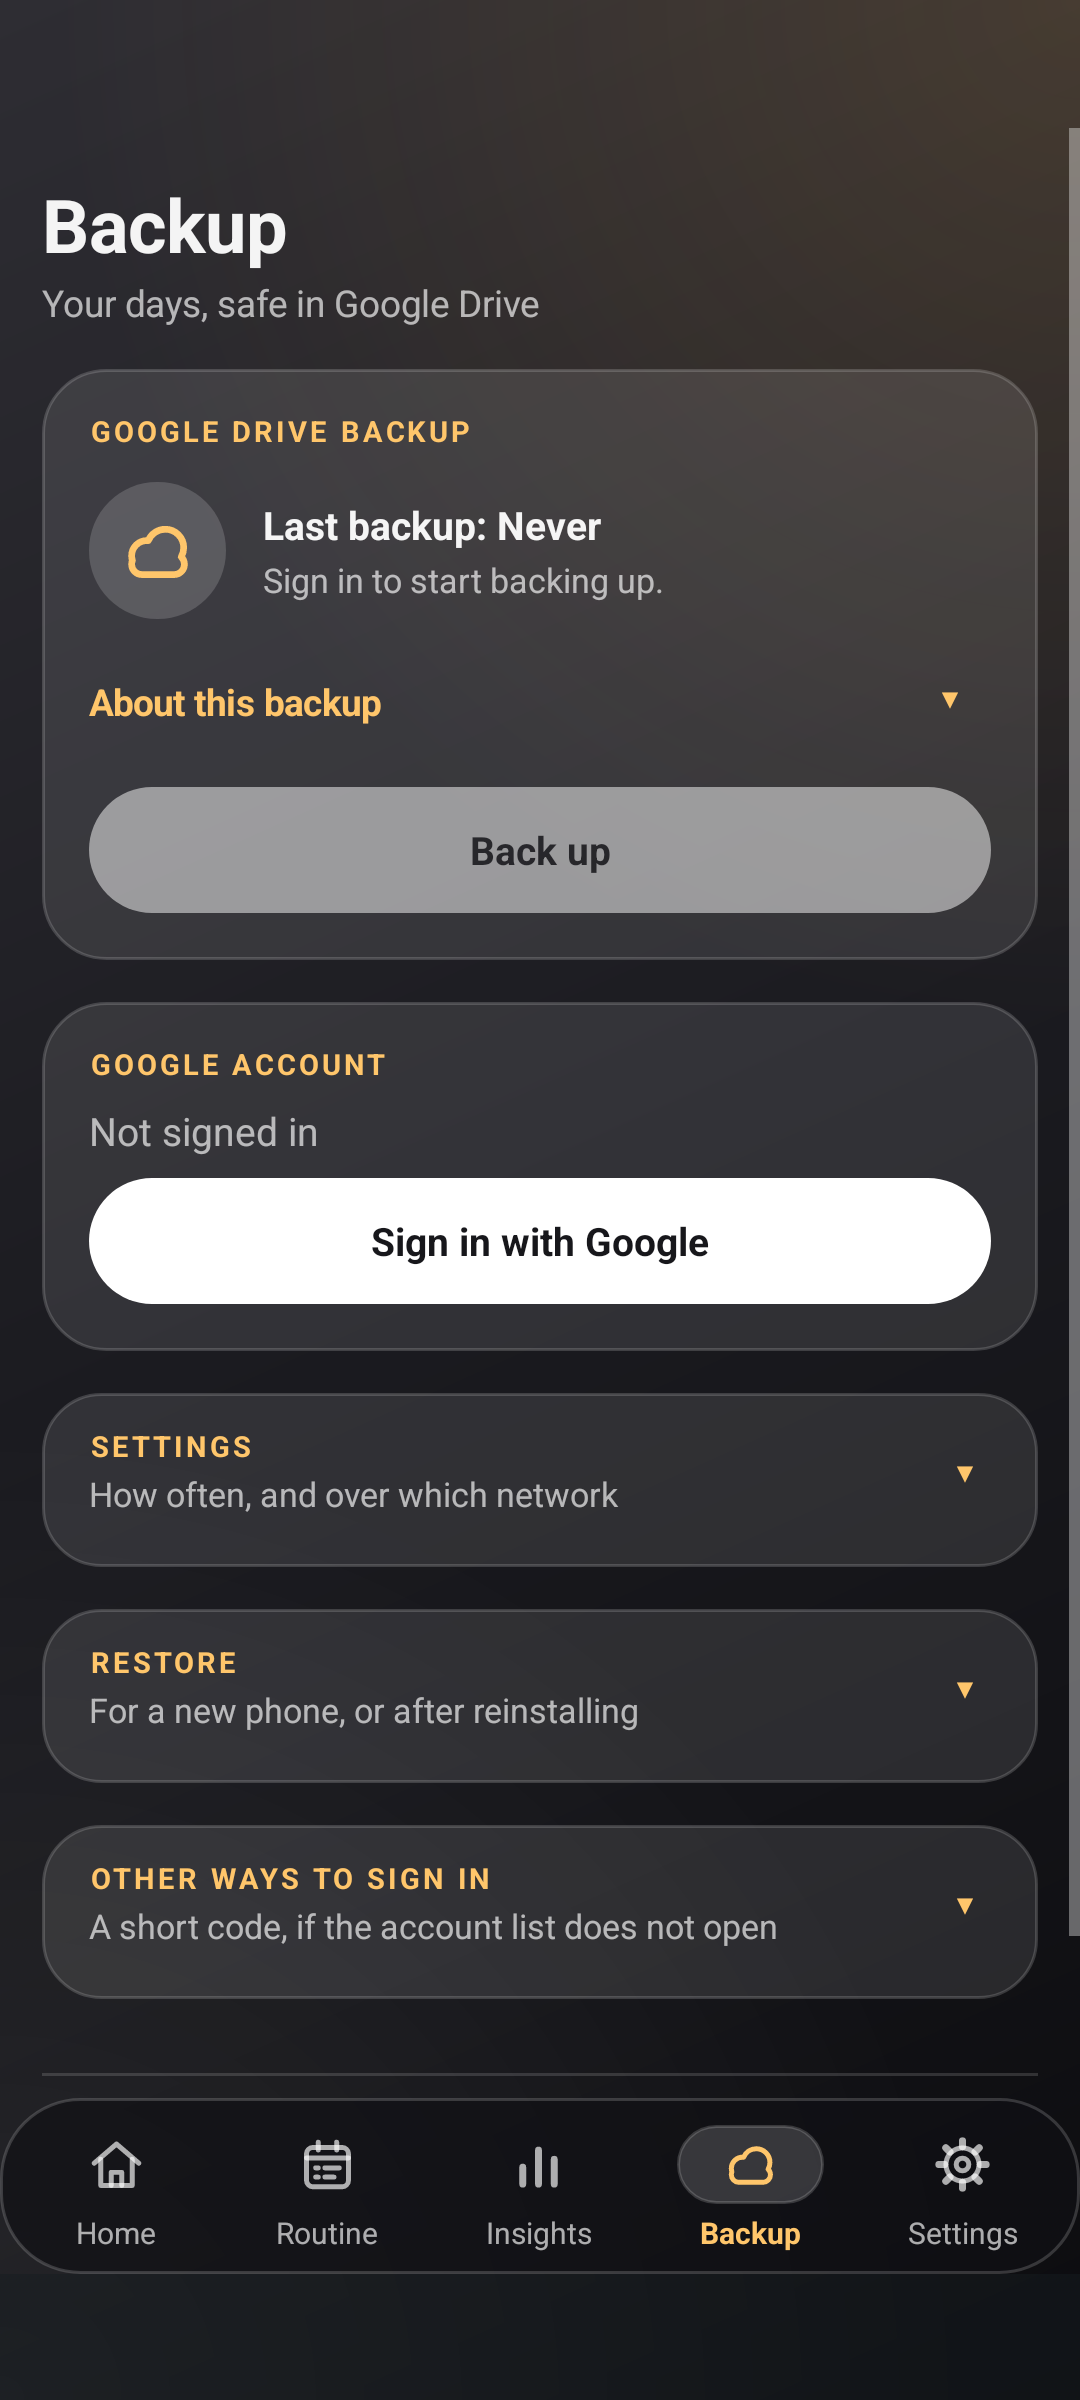 Backup
Your days, safe in Google Drive
GOOGLE DRIVE BACKUP
Last backup: Never
Sign in to start backing up.
About this backup
Back up
GOOGLE ACCOUNT
Not signed in
Sign in with Google
SETTINGS
How often, and over which network
RESTORE
For a new phone, or after reinstalling
OTHER WAYS TO SIGN IN
A short code, if the account list does not open
Home
Routine
Insights
Backup
Settings